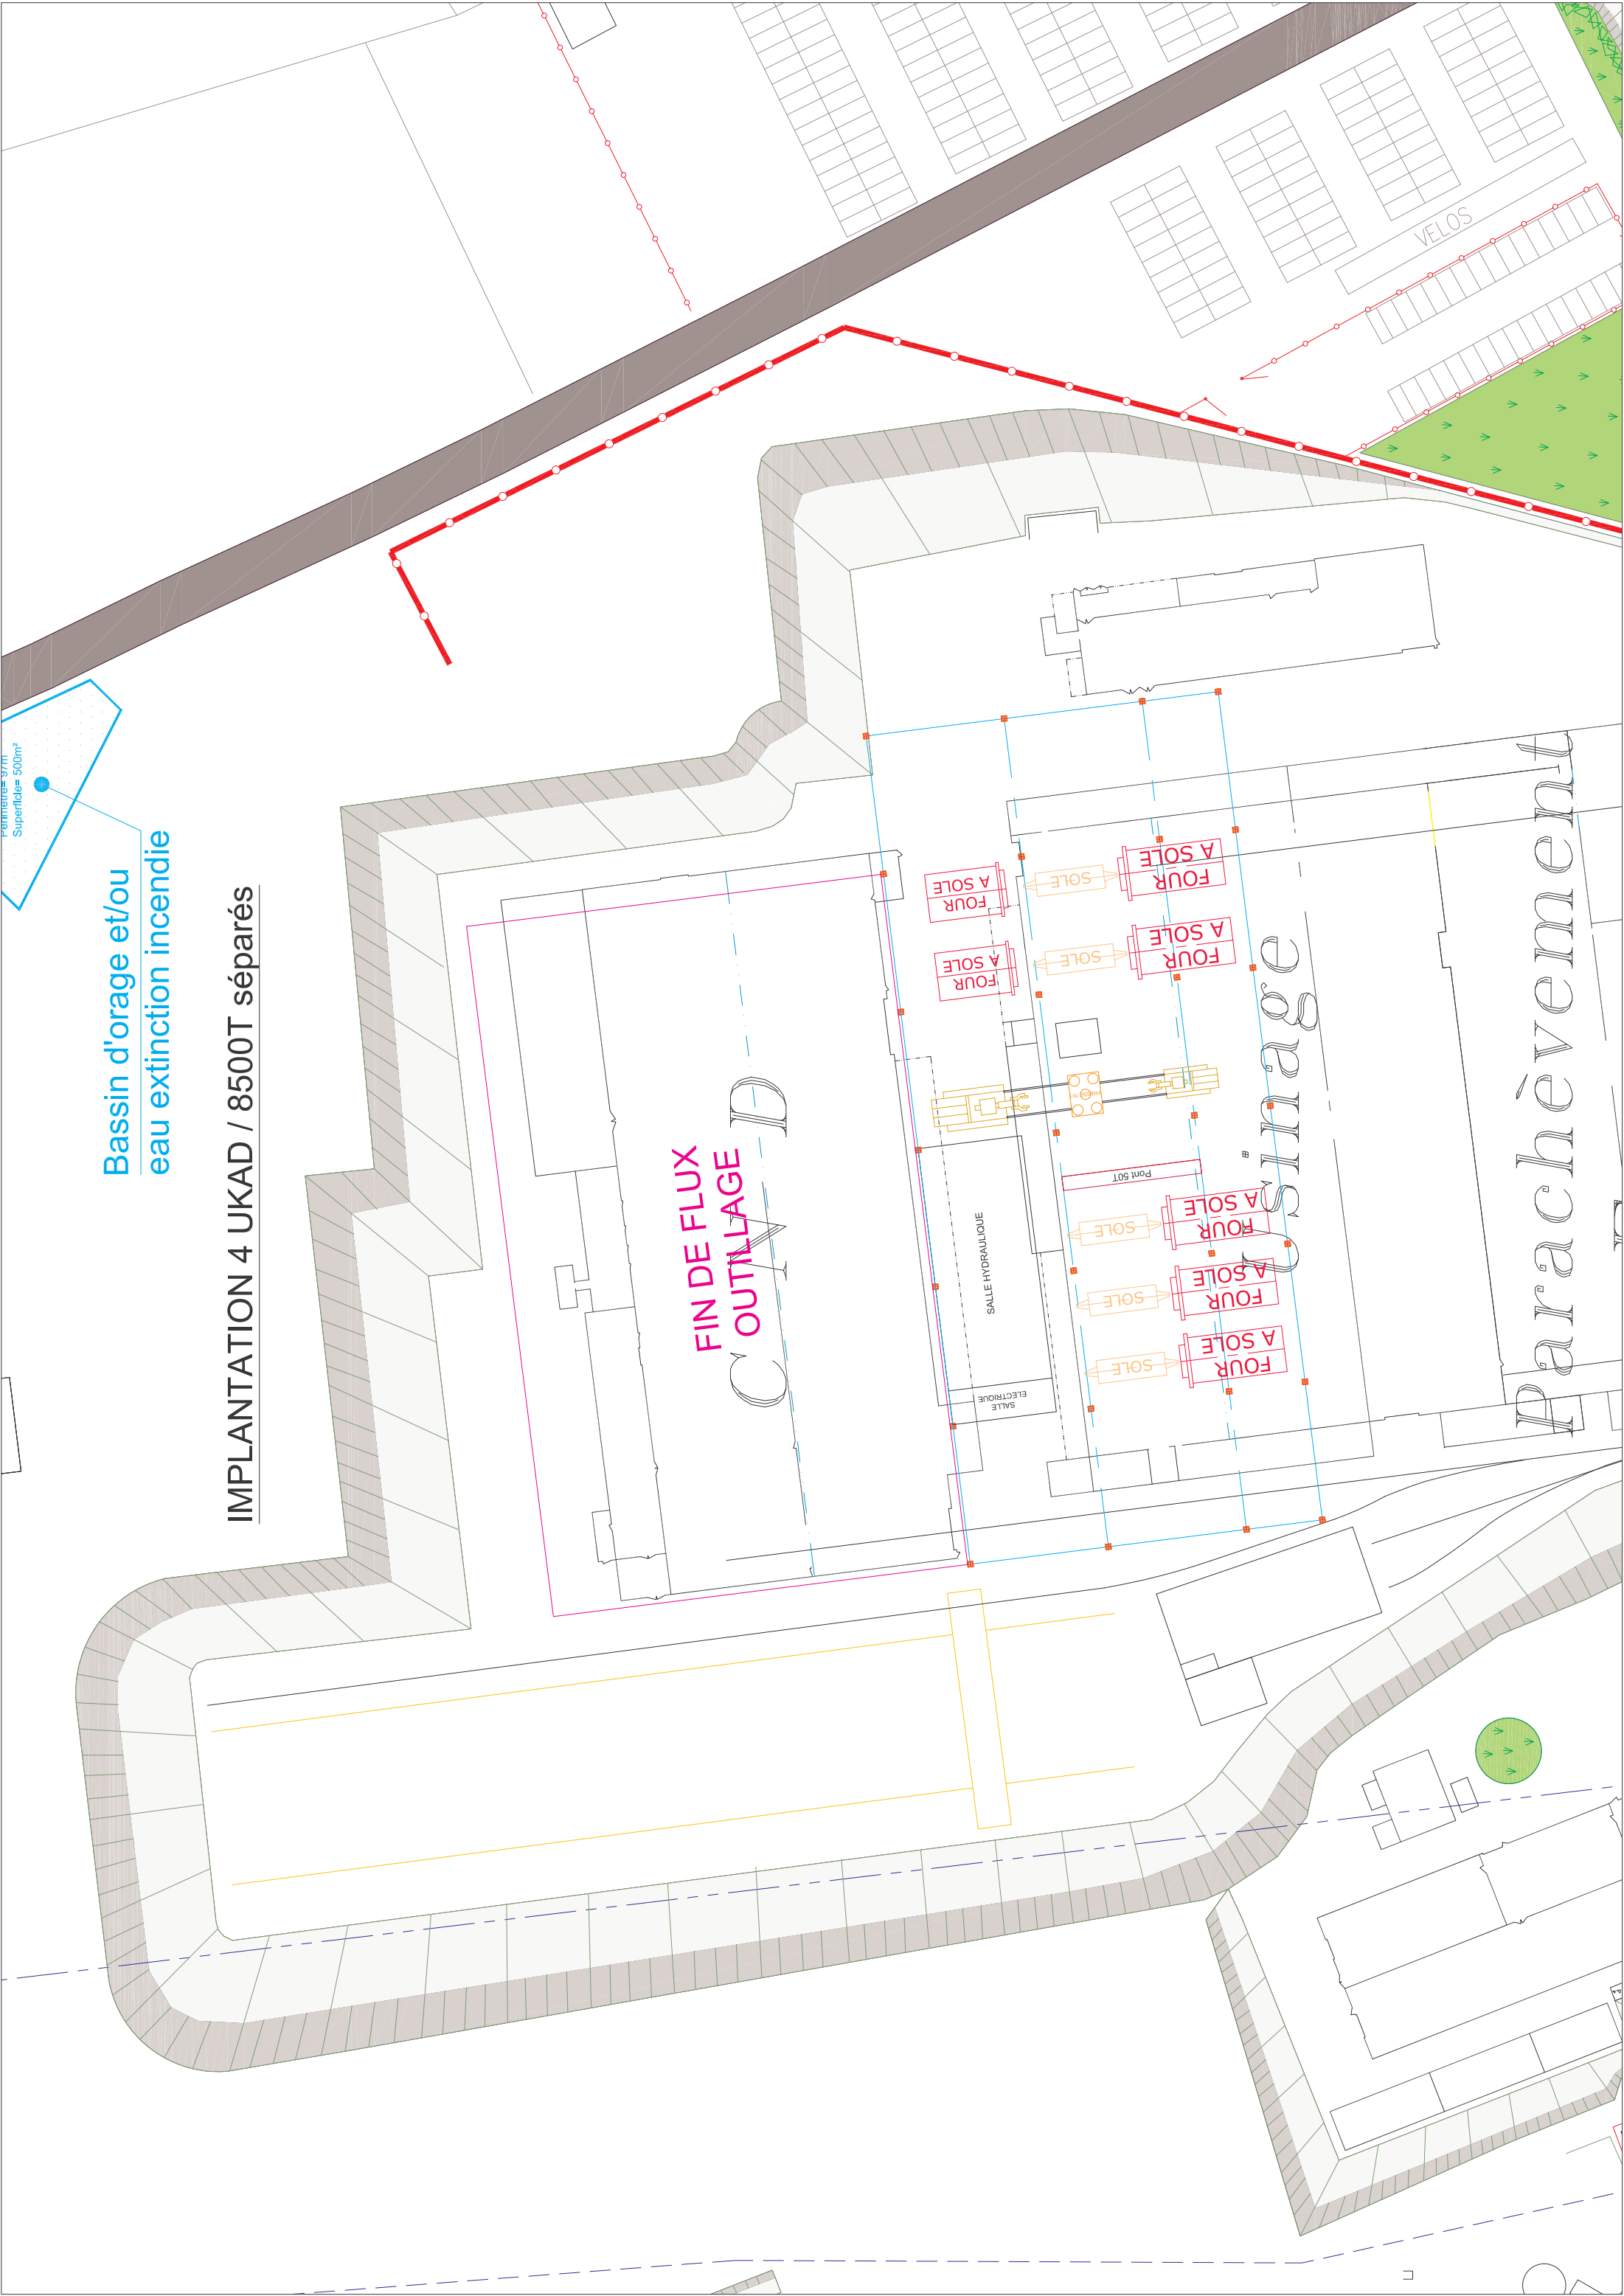 Périmètre= 97m
Superficie= 500m²
Bassin d'orage et/ou
eau extinction incendie
IMPLANTATION 4 UKAD / 8500T séparés
VELOS
FIN DE FLUX
OUTILLAGE
C N D
FOUR
A SOLE
FOUR
A SOLE
SOLE
FOUR
A SOLE
SOLE
FOUR
A SOLE
Pont 50T
SALLE HYDRAULIQUE
SALLE
ELECTRIQUE
SOLE
FOUR
A SOLE
SOLE
FOUR
A SOLE
SOLE
FOUR
A SOLE
Usinage
Parachèvement